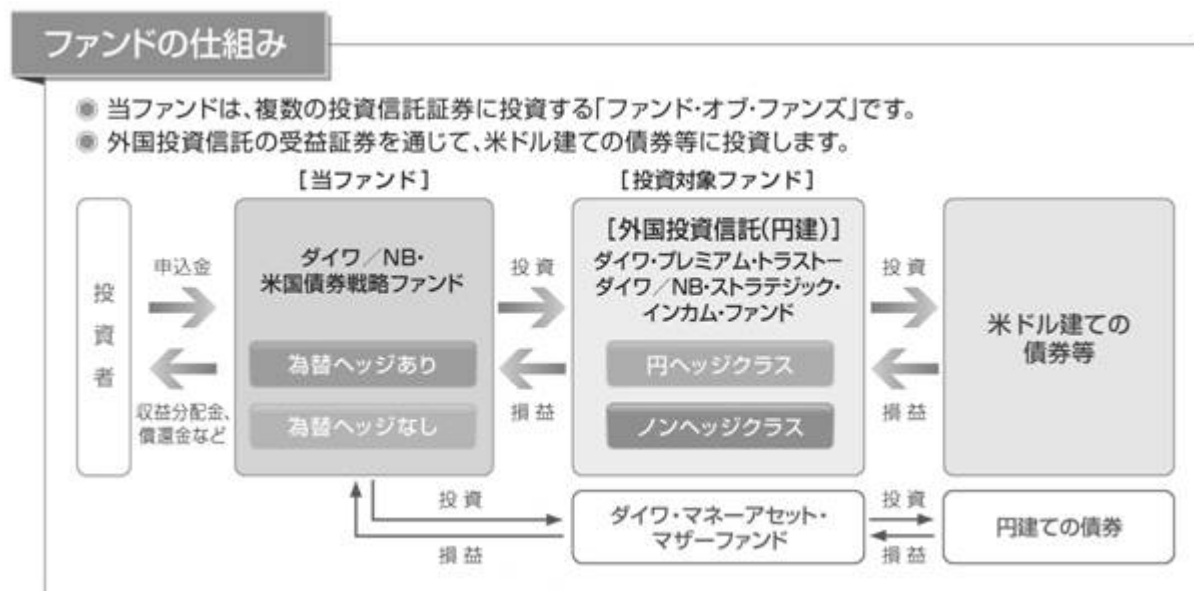 ファンドの仕組み
当ファンドは、複数の投資信託証券に投資する「ファンド・オブ・ファンズ」です。
外国投資信託の受益証券を通じて、米ドル建ての債券等に投資します。
[当ファンド]
[投資対象ファンド]
投資者
申込金
収益分配金、
償還金など
ダイワ／NB・
米国債券戦略ファンド
為替ヘッジあり
為替ヘッジなし
投資
損益
[外国投資信託(円建)]
ダイワ・プレミアム・トラストー
ダイワ／NB・ストラテジック・
インカム・ファンド
円ヘッジクラス
ノンヘッジクラス
投資
損益
米ドル建ての
債券等
投資
損益
ダイワ・マネーアセット・
マザーファンド
投資
損益
円建ての債券